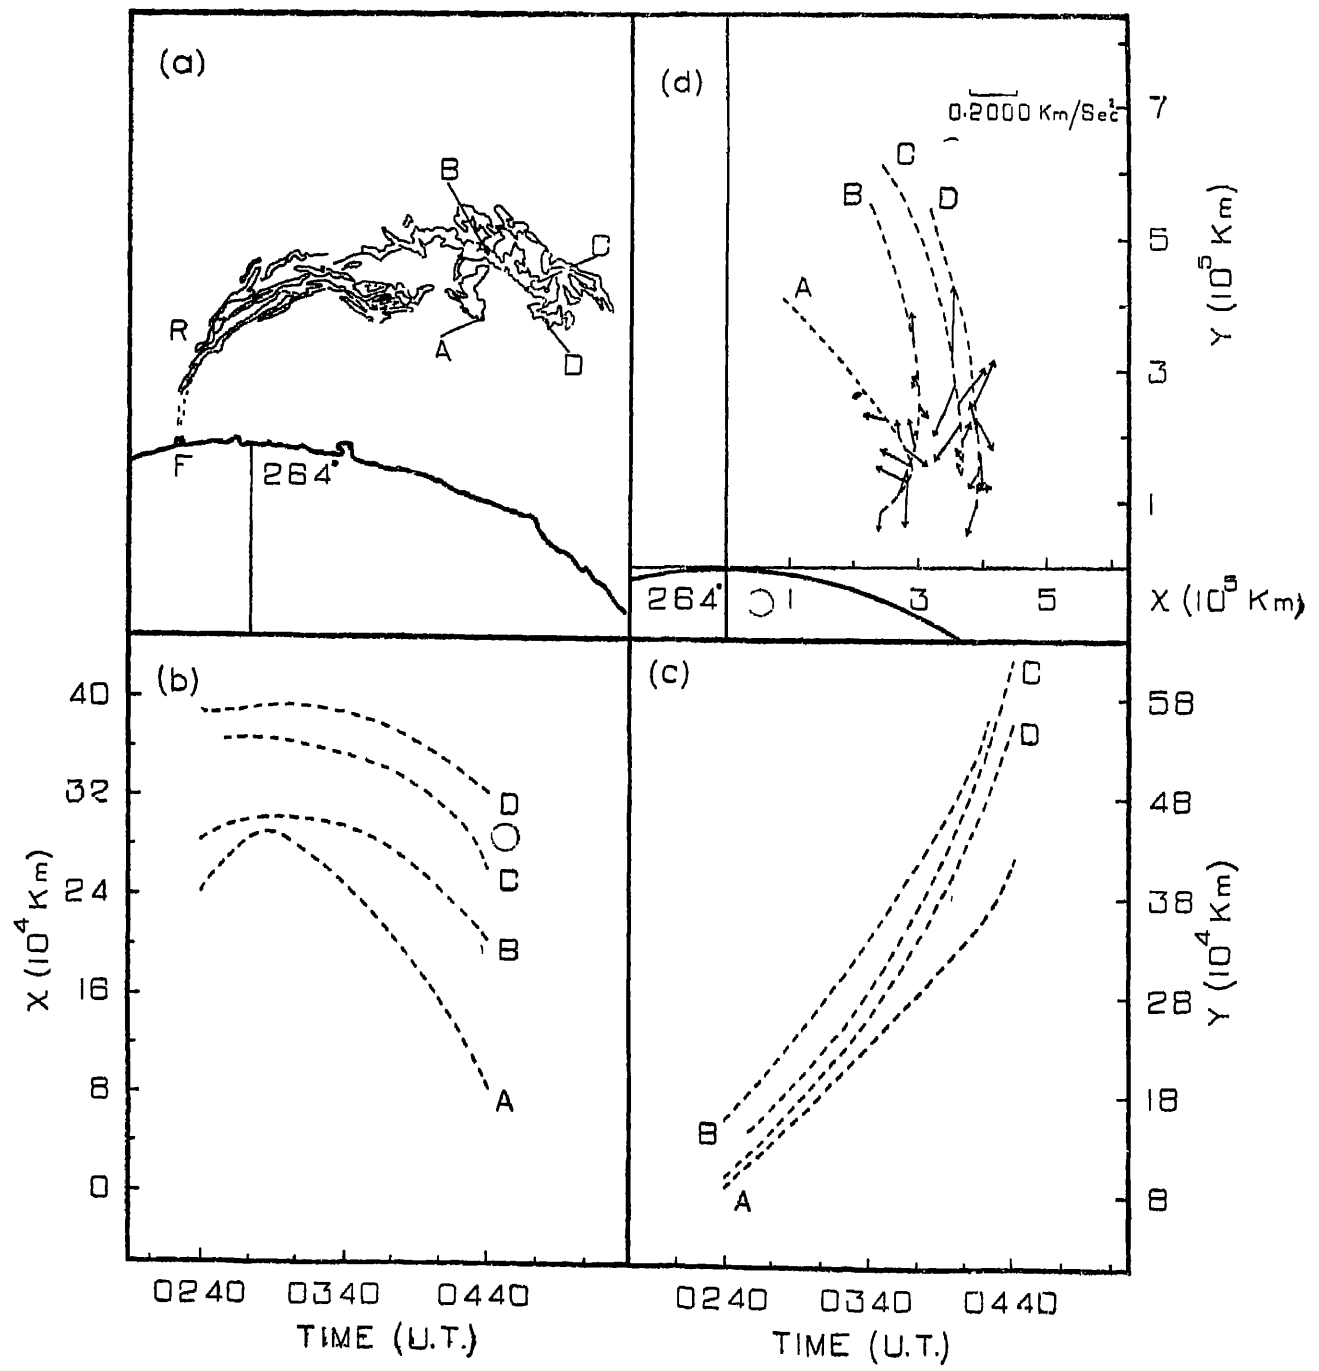 (a)
B
C
R
A
D
F
264°
(d)
0.2000 Km/Sec²
C
B
D
A
7
5
3
1
Y (10⁵ Km)
264° 1 3 5 X (10⁵ Km)
(b)
40
32
24
16
8
0
X (10⁴ Km)
D
C
B
A
0240 0340 0440
TIME (U.T.)
(c)
C
D
B
A
58
48
38
28
18
8
Y (10⁴ Km)
0240 0340 0440
TIME (U.T.)